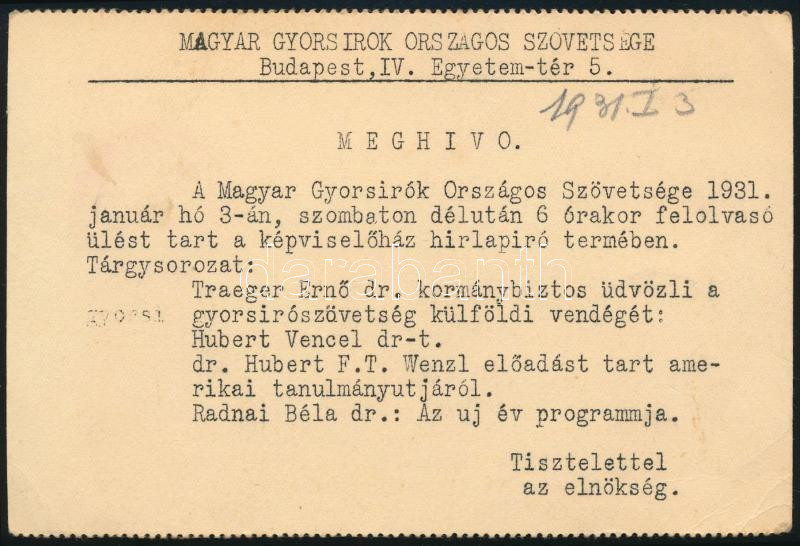 MAGYAR GYORSIROK ORSZAGOS SZÖVETSÉGE
Budapest,IV. Egyetem-tér 5.
1931.I 3
M E G H I V O.
A Magyar Gyorsirók Országos Szövetsége 1931.
január hó 3-án, szombaton délután 6 órakor felolvasó
ülést tart a képviselőház hirlapiró termében.
Tárgysorozat:
Traeger Ernő dr. kormánybiztos üdvözli a
gyorsi gyorsirószövetség külföldi vendégét:
Hubert Vencel dr-t.
dr. Hubert F.T. Wenzl előadást tart ame-
rikai tanulmányutjáról.
Radnai Béla dr.: Az uj év programmja.
Tisztelettel
az elnökség.
darabanth